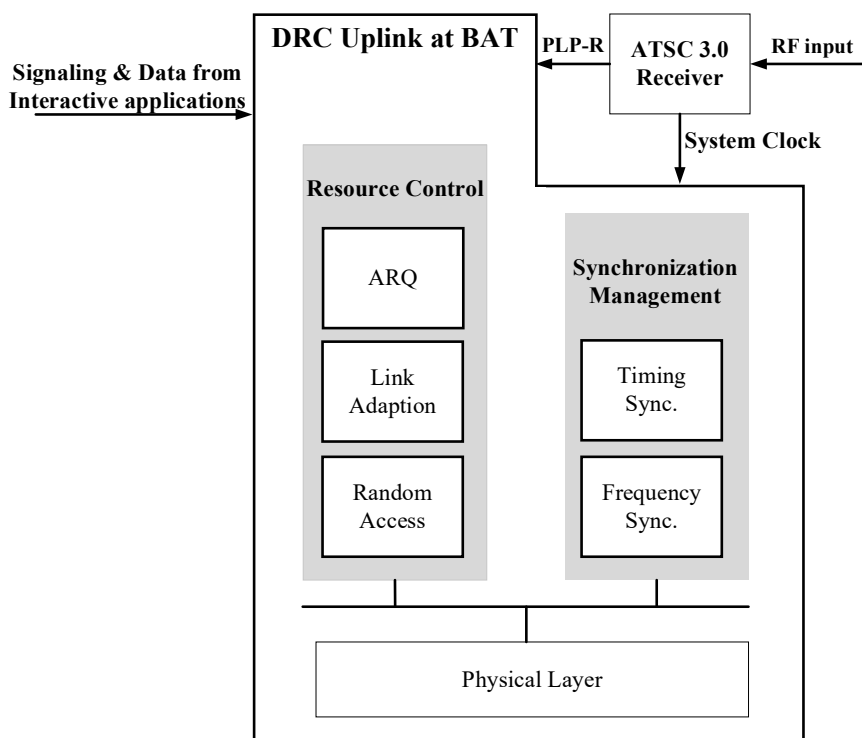 DRC Uplink at BAT
PLP-R
ATSC 3.0
Receiver
RF input
Signaling & Data from
Interactive applications
System Clock
Resource Control
ARQ
Link
Adaption
Random
Access
Synchronization
Management
Timing
Sync.
Frequency
Sync.
Physical Layer